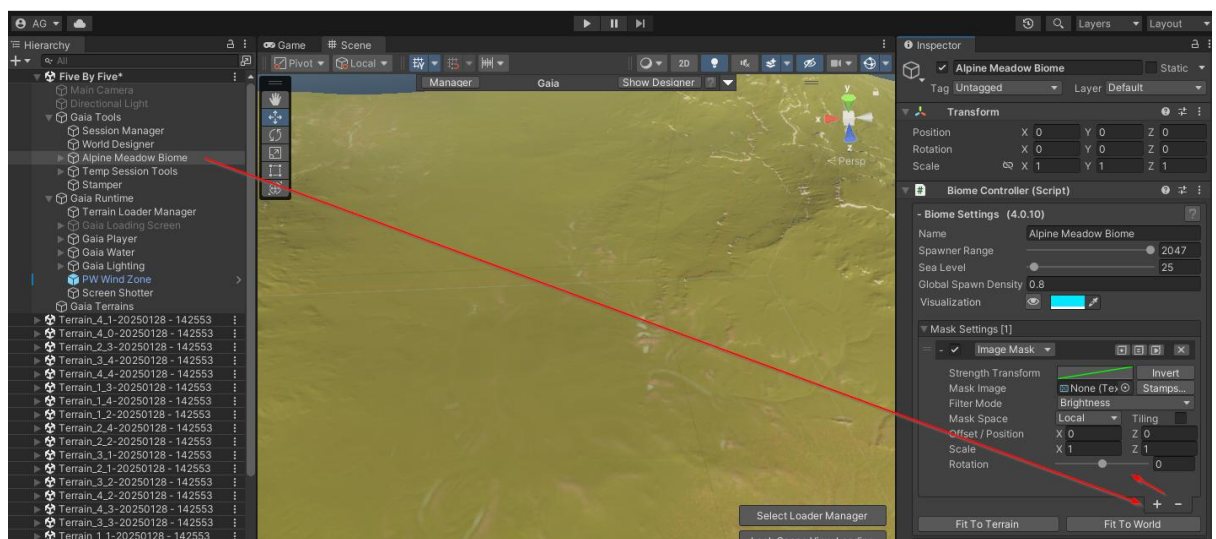 AG
Layers
Layout
Hierarchy
All
Five By Five*
Main Camera
Directional Light
Gaia Tools
Session Manager
World Designer
Alpine Meadow Biome
Temp Session Tools
Stamper
Gaia Runtime
Terrain Loader Manager
Gaia Loading Screen
Gaia Player
Gaia Water
Gaia Lighting
PW Wind Zone
Screen Shotter
Gaia Terrains
Terrain_4_1-20250128 - 142553
Terrain_4_0-20250128 - 142553
Terrain_2_3-20250128 - 142553
Terrain_3_4-20250128 - 142553
Terrain_4_4-20250128 - 142553
Terrain_1_3-20250128 - 142553
Terrain_1_4-20250128 - 142553
Terrain_1_2-20250128 - 142553
Terrain_2_4-20250128 - 142553
Terrain_2_2-20250128 - 142553
Terrain_3_1-20250128 - 142553
Terrain_2_1-20250128 - 142553
Terrain_3_2-20250128 - 142553
Terrain_4_2-20250128 - 142553
Terrain_4_3-20250128 - 142553
Terrain_3_3-20250128 - 142553
Terrain_1_1-20250128 - 142553
Game # Scene
Pivot Local 2D
Manager Gaia Show Designer ?
y
x
z
Persp
Select Loader Manager
Inspector
Alpine Meadow Biome Static
Tag Untagged Layer Default
Transform
Position X 0 Y 0 Z 0
Rotation X 0 Y 0 Z 0
Scale X 1 Y 1 Z 1
# Biome Controller (Script)
- Biome Settings (4.0.10) ?
Name Alpine Meadow Biome
Spawner Range 2047
Sea Level 25
Global Spawn Density 0.8
Visualization
Mask Settings [1]
- Image Mask
Strength Transform Invert
Mask Image None (Tex Stamps...
Filter Mode Brightness
Mask Space Local Tiling
Offset / Position X 0 Z 0
Scale X 1 Z 1
Rotation 0
+ -
Fit To Terrain Fit To World